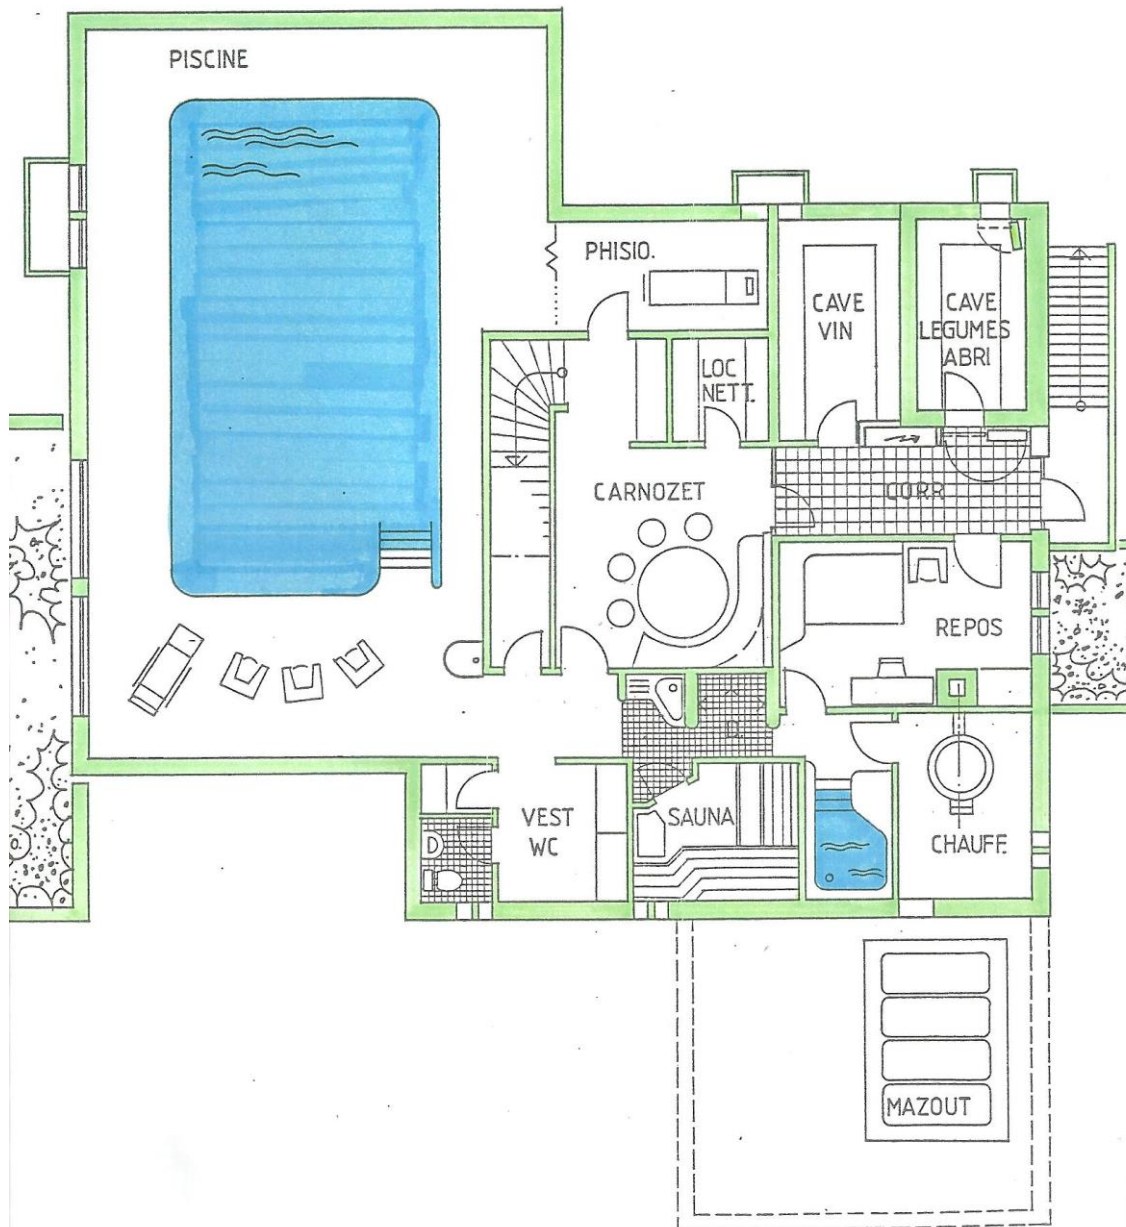 PISCINE
PHISIO.
CAVE
VIN
CAVE
LEGUMES
ABRI
LOC
NETT.
CARNOZET
CORR
REPOS
VEST
WC
SAUNA
CHAUFF.
MAZOUT